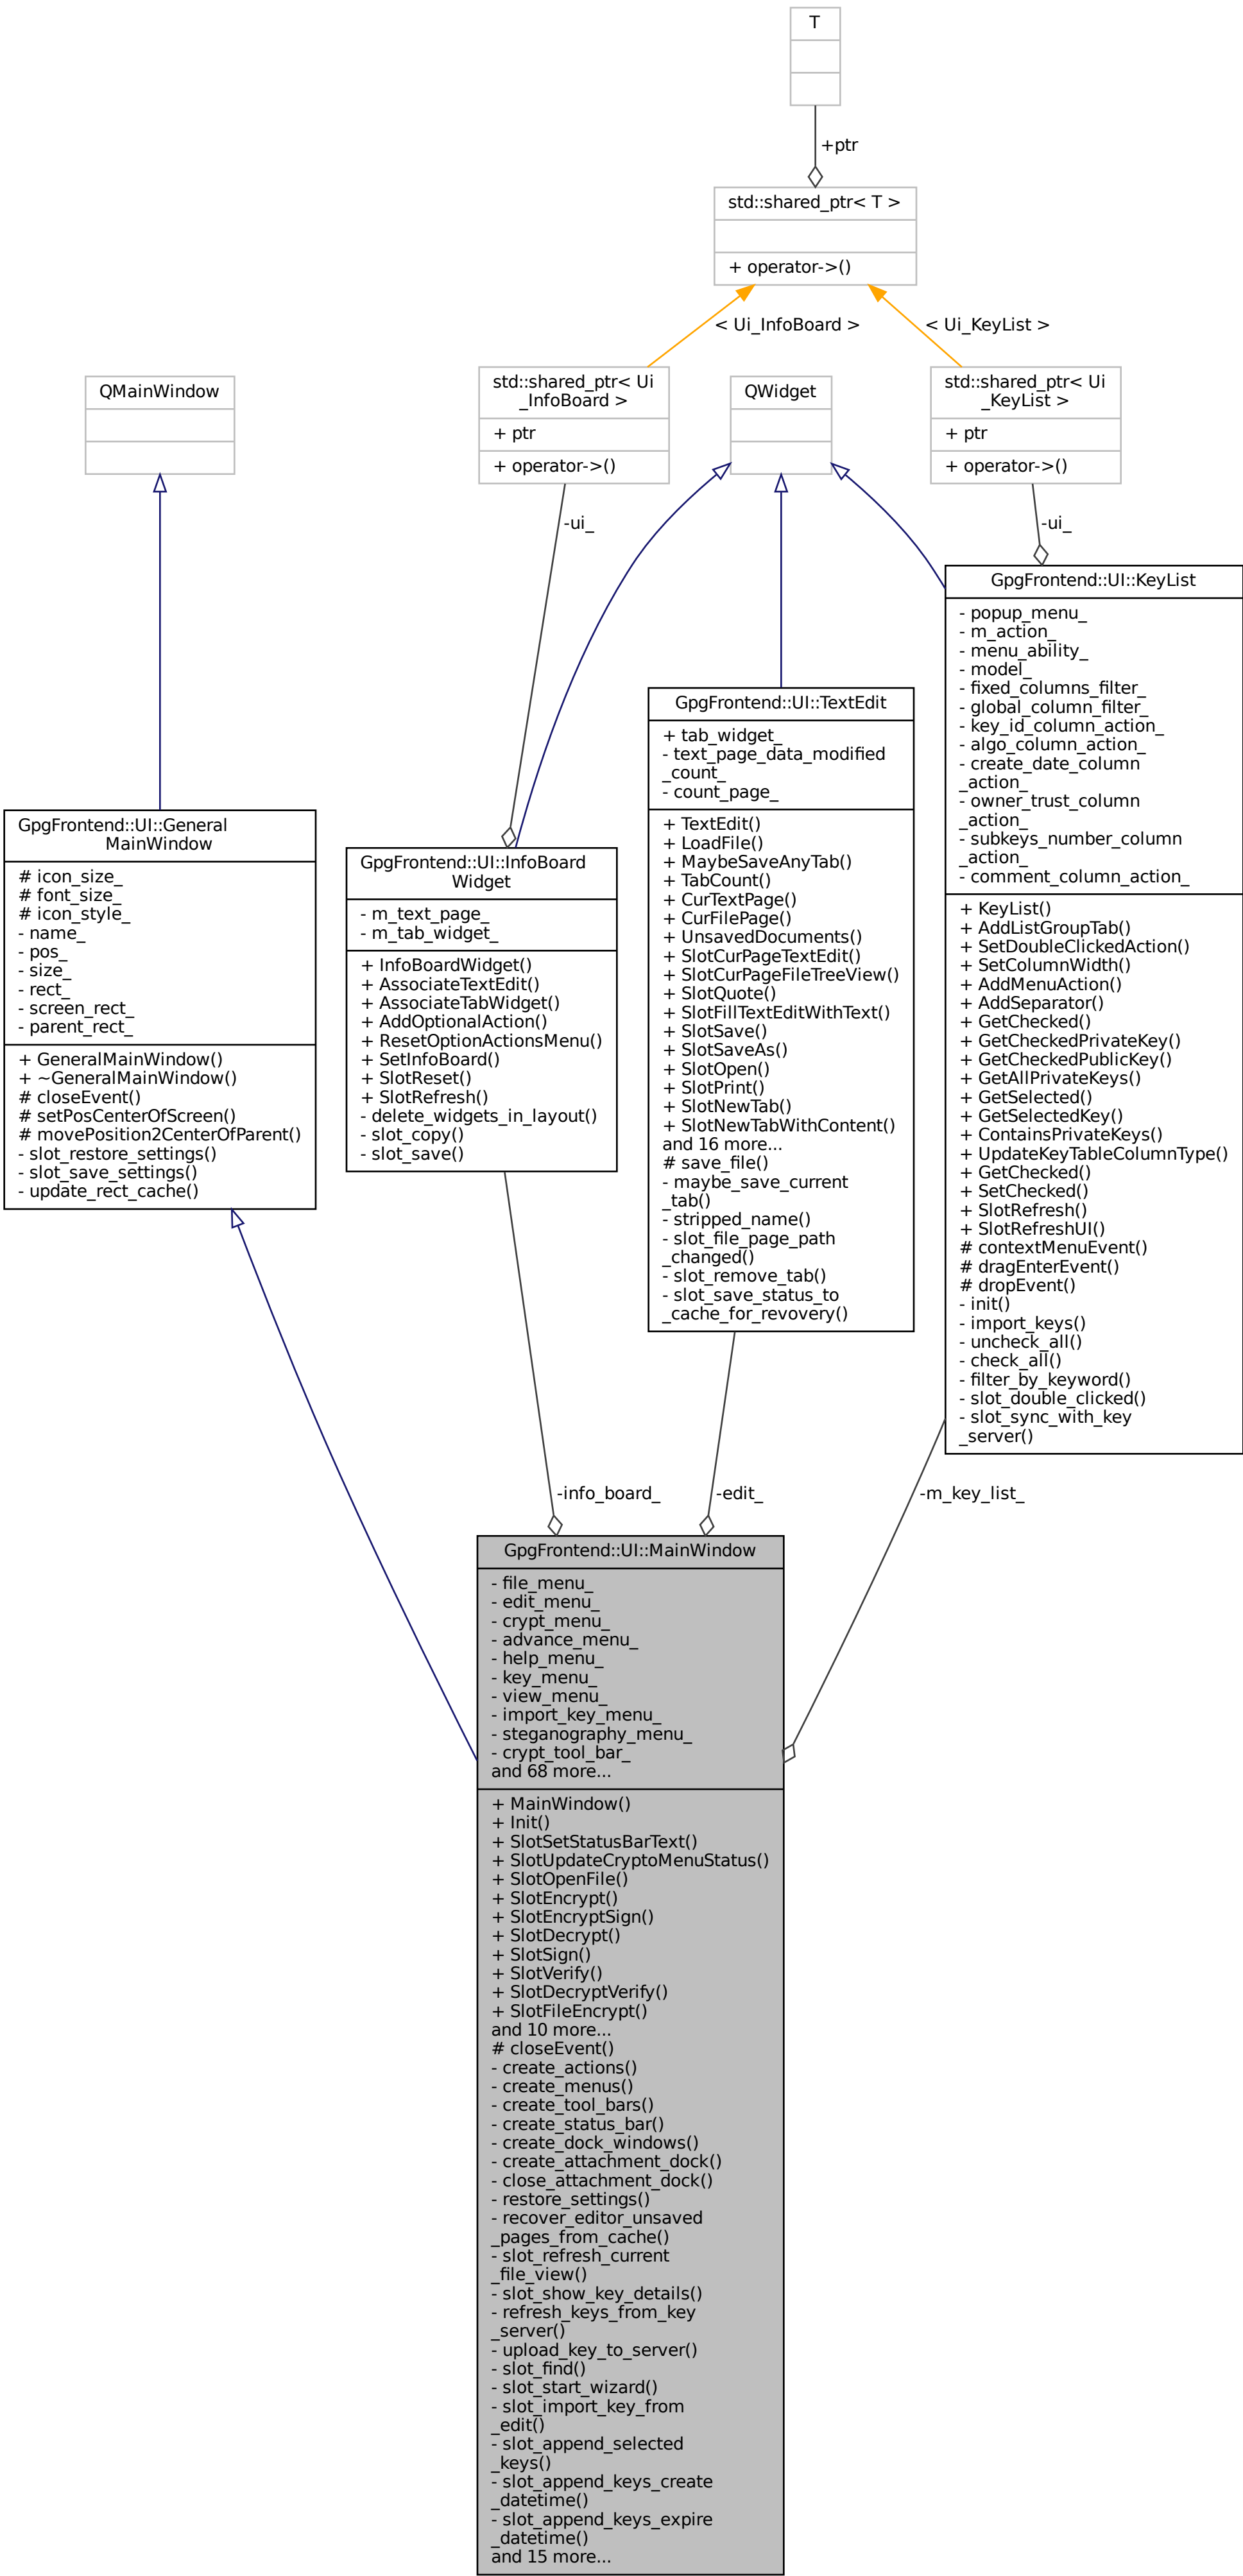 T
+ptr
std::shared_ptr< T >
+ operator->()
< Ui_InfoBoard >
< Ui_KeyList >
QMainWindow
std::shared_ptr< Ui
_InfoBoard >
+ ptr
+ operator->()
QWidget
std::shared_ptr< Ui
_KeyList >
+ ptr
+ operator->()
-ui_
-ui_
GpgFrontend::UI::KeyList
- popup_menu_
- m_action_
- menu_ability_
- model_
- fixed_columns_filter_
- global_column_filter_
- key_id_column_action_
- algo_column_action_
- create_date_column
_action_
- owner_trust_column
_action_
- subkeys_number_column
_action_
- comment_column_action_
+ KeyList()
+ AddListGroupTab()
+ SetDoubleClickedAction()
+ SetColumnWidth()
+ AddMenuAction()
+ AddSeparator()
+ GetChecked()
+ GetCheckedPrivateKey()
+ GetCheckedPublicKey()
+ GetAllPrivateKeys()
+ GetSelected()
+ GetSelectedKey()
+ ContainsPrivateKeys()
+ UpdateKeyTableColumnType()
+ GetChecked()
+ SetChecked()
+ SlotRefresh()
+ SlotRefreshUI()
# contextMenuEvent()
# dragEnterEvent()
# dropEvent()
- init()
- import_keys()
- uncheck_all()
- check_all()
- filter_by_keyword()
- slot_double_clicked()
- slot_sync_with_key
_server()
GpgFrontend::UI::TextEdit
+ tab_widget_
- text_page_data_modified
_count_
- count_page_
+ TextEdit()
+ LoadFile()
+ MaybeSaveAnyTab()
+ TabCount()
+ CurTextPage()
+ CurFilePage()
+ UnsavedDocuments()
+ SlotCurPageTextEdit()
+ SlotCurPageFileTreeView()
+ SlotQuote()
+ SlotFillTextEditWithText()
+ SlotSave()
+ SlotSaveAs()
+ SlotOpen()
+ SlotPrint()
+ SlotNewTab()
+ SlotNewTabWithContent()
and 16 more...
# save_file()
- maybe_save_current
_tab()
- stripped_name()
- slot_file_page_path
_changed()
- slot_remove_tab()
- slot_save_status_to
_cache_for_revovery()
GpgFrontend::UI::General
MainWindow
# icon_size_
# font_size_
# icon_style_
- name_
- pos_
- size_
- rect_
- screen_rect_
- parent_rect_
+ GeneralMainWindow()
+ ~GeneralMainWindow()
# closeEvent()
# setPosCenterOfScreen()
# movePosition2CenterOfParent()
- slot_restore_settings()
- slot_save_settings()
- update_rect_cache()
GpgFrontend::UI::InfoBoard
Widget
- m_text_page_
- m_tab_widget_
+ InfoBoardWidget()
+ AssociateTextEdit()
+ AssociateTabWidget()
+ AddOptionalAction()
+ ResetOptionActionsMenu()
+ SetInfoBoard()
+ SlotReset()
+ SlotRefresh()
- delete_widgets_in_layout()
- slot_copy()
- slot_save()
-info_board_
-edit_
-m_key_list_
GpgFrontend::UI::MainWindow
- file_menu_
- edit_menu_
- crypt_menu_
- advance_menu_
- help_menu_
- key_menu_
- view_menu_
- import_key_menu_
- steganography_menu_
- crypt_tool_bar_
and 68 more...
+ MainWindow()
+ Init()
+ SlotSetStatusBarText()
+ SlotUpdateCryptoMenuStatus()
+ SlotOpenFile()
+ SlotEncrypt()
+ SlotEncryptSign()
+ SlotDecrypt()
+ SlotSign()
+ SlotVerify()
+ SlotDecryptVerify()
+ SlotFileEncrypt()
and 10 more...
# closeEvent()
- create_actions()
- create_menus()
- create_tool_bars()
- create_status_bar()
- create_dock_windows()
- create_attachment_dock()
- close_attachment_dock()
- restore_settings()
- recover_editor_unsaved
_pages_from_cache()
- slot_refresh_current
_file_view()
- slot_show_key_details()
- refresh_keys_from_key
_server()
- upload_key_to_server()
- slot_find()
- slot_start_wizard()
- slot_import_key_from
_edit()
- slot_append_selected
_keys()
- slot_append_keys_create
_datetime()
- slot_append_keys_expire
_datetime()
and 15 more...